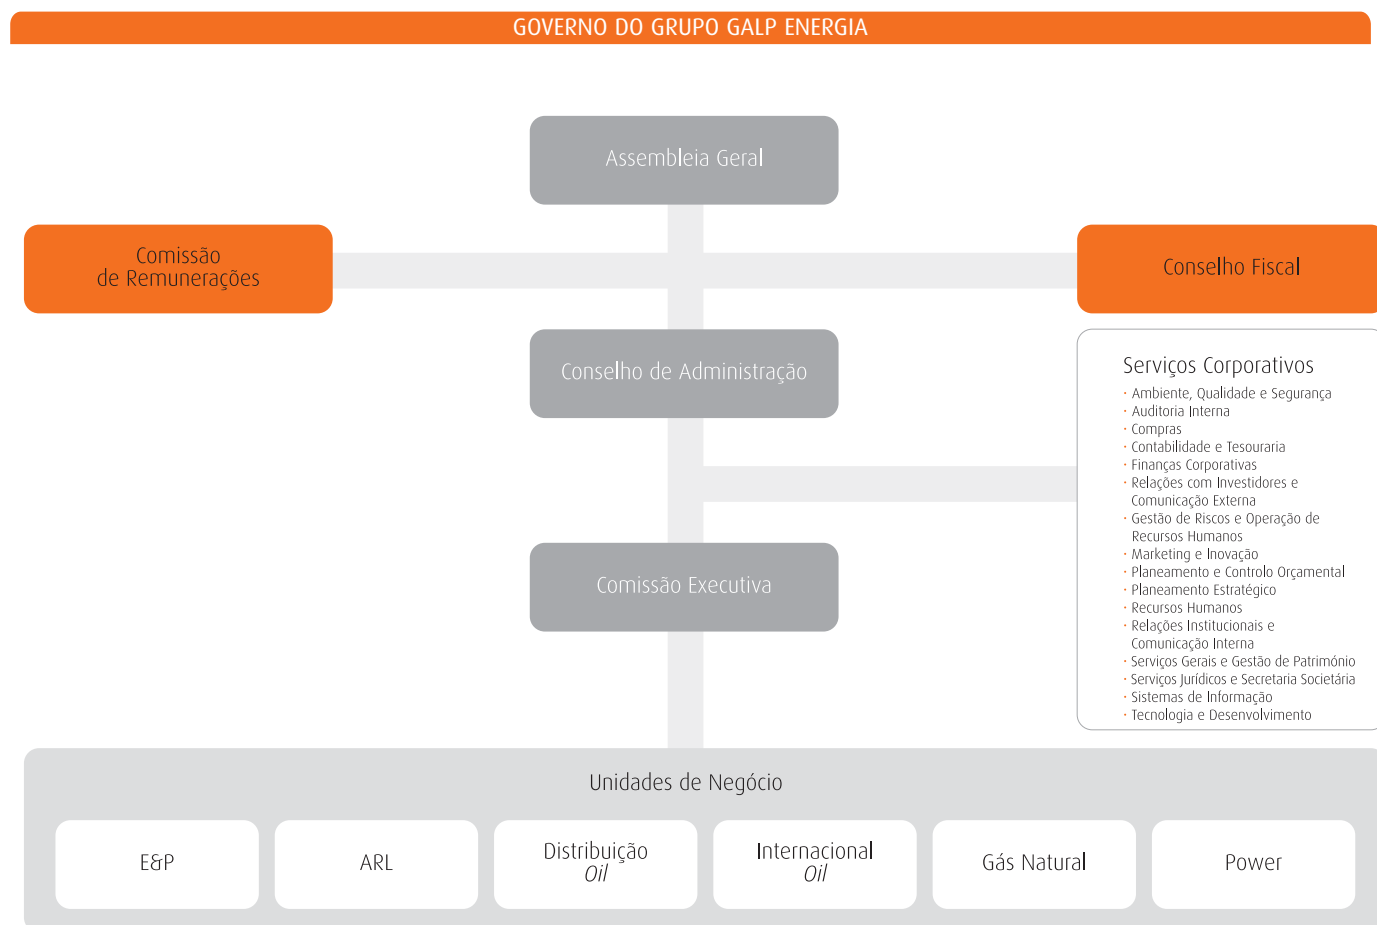 GOVERNO DO GRUPO GALP ENERGIA
Assembleia Geral
Comissão
de Remunerações
Conselho Fiscal
Conselho de Administração
Serviços Corporativos
· Ambiente, Qualidade e Segurança
· Auditoria Interna
· Compras
· Contabilidade e Tesouraria
· Finanças Corporativas
· Relações com Investidores e
Comunicação Externa
· Gestão de Riscos e Operação de
Recursos Humanos
· Marketing e Inovação
· Planeamento e Controlo Orçamental
· Planeamento Estratégico
· Recursos Humanos
· Relações Institucionais e
Comunicação Interna
· Serviços Gerais e Gestão de Património
· Serviços Jurídicos e Secretaria Societária
· Sistemas de Informação
· Tecnologia e Desenvolvimento
Comissão Executiva
Unidades de Negócio
E&P
ARL
Distribuição
Oil
Internacional
Oil
Gás Natural
Power